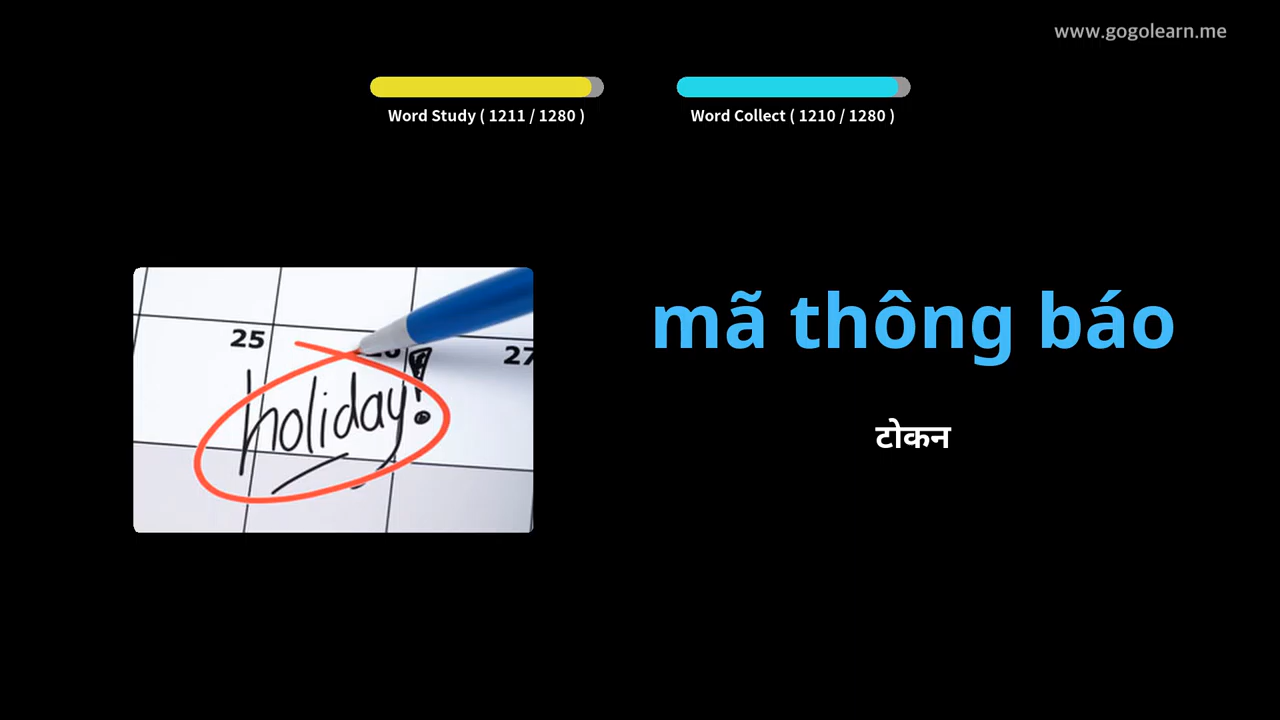 www.gogolearn.me
Word Study ( 1211 / 1280 )
Word Collect ( 1210 / 1280 )
25
27
holiday!
mã thông báo
टोकन